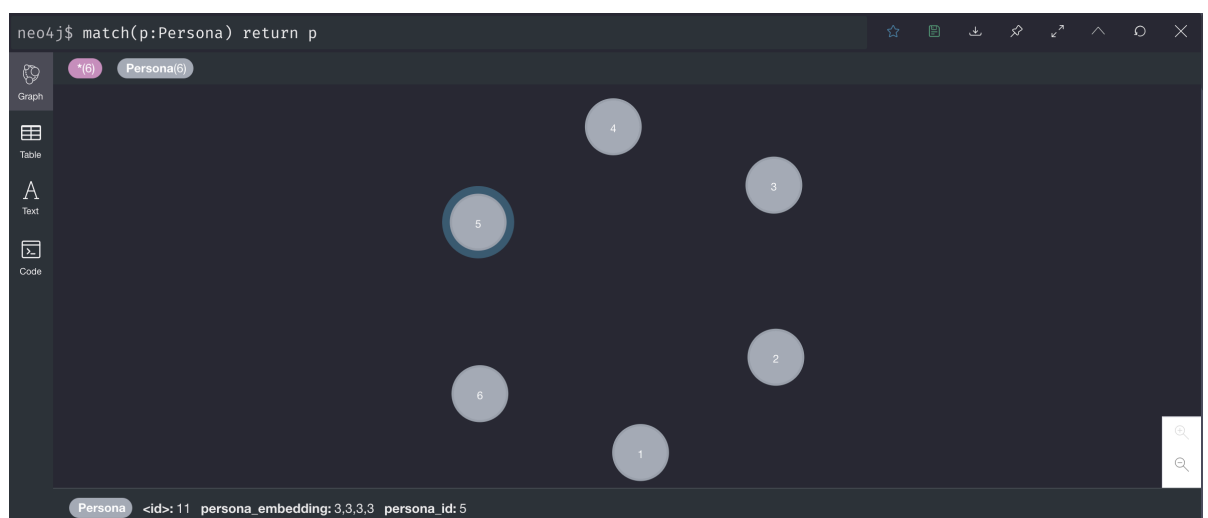 neo4j$ match(p:Persona) return p
*(6) Persona(6)
Graph
Table
A
Text
Code
4
3
5
2
6
1
Persona <id>: 11 persona_embedding: 3,3,3,3 persona_id: 5